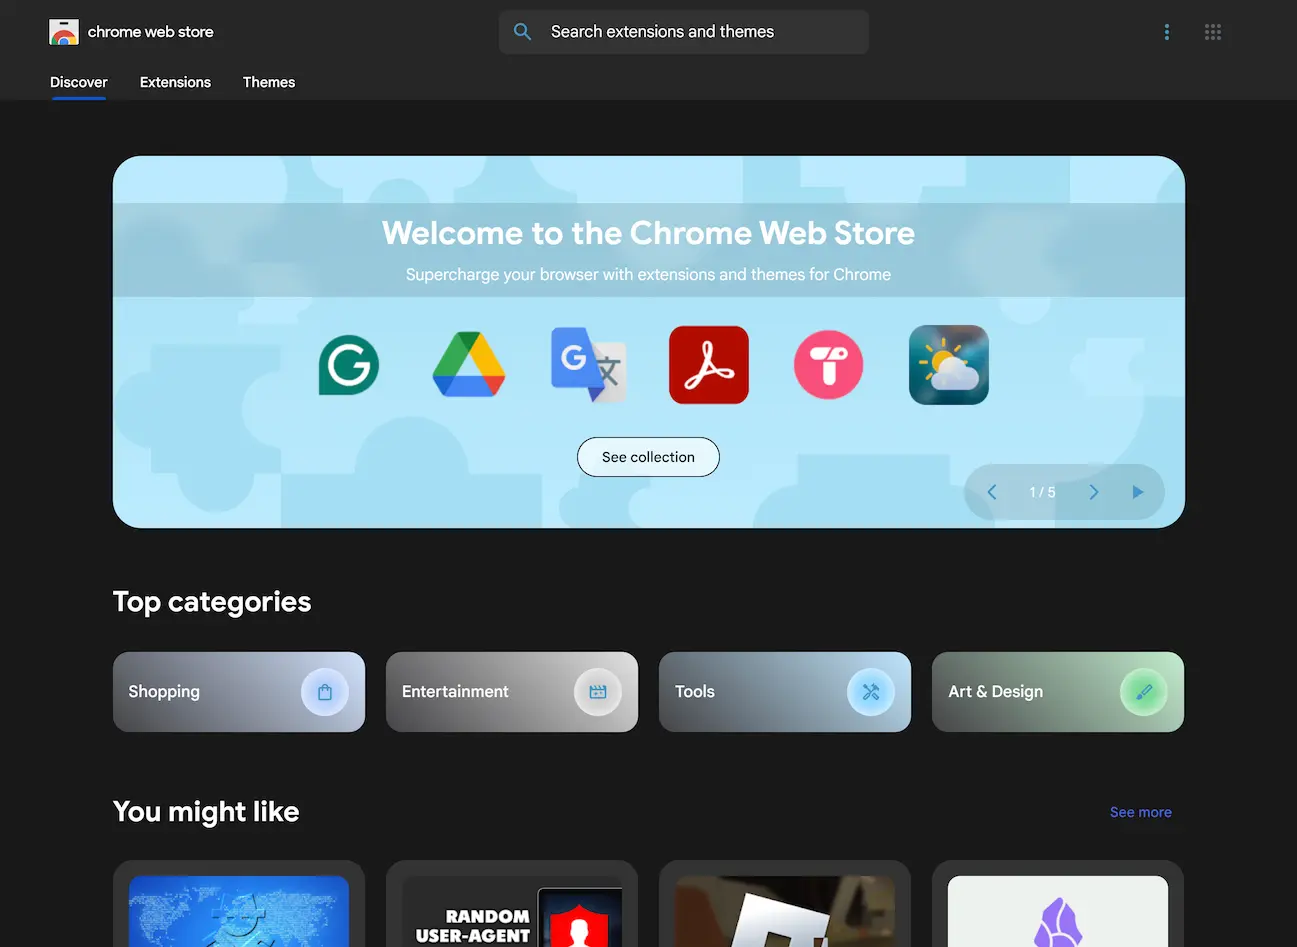 chrome web store
Search extensions and themes
Discover
Extensions
Themes
Welcome to the Chrome Web Store
Supercharge your browser with extensions and themes for Chrome
See collection
1 / 5
Top categories
Shopping
Entertainment
Tools
Art & Design
You might like
See more
RANDOM
USER-AGENT